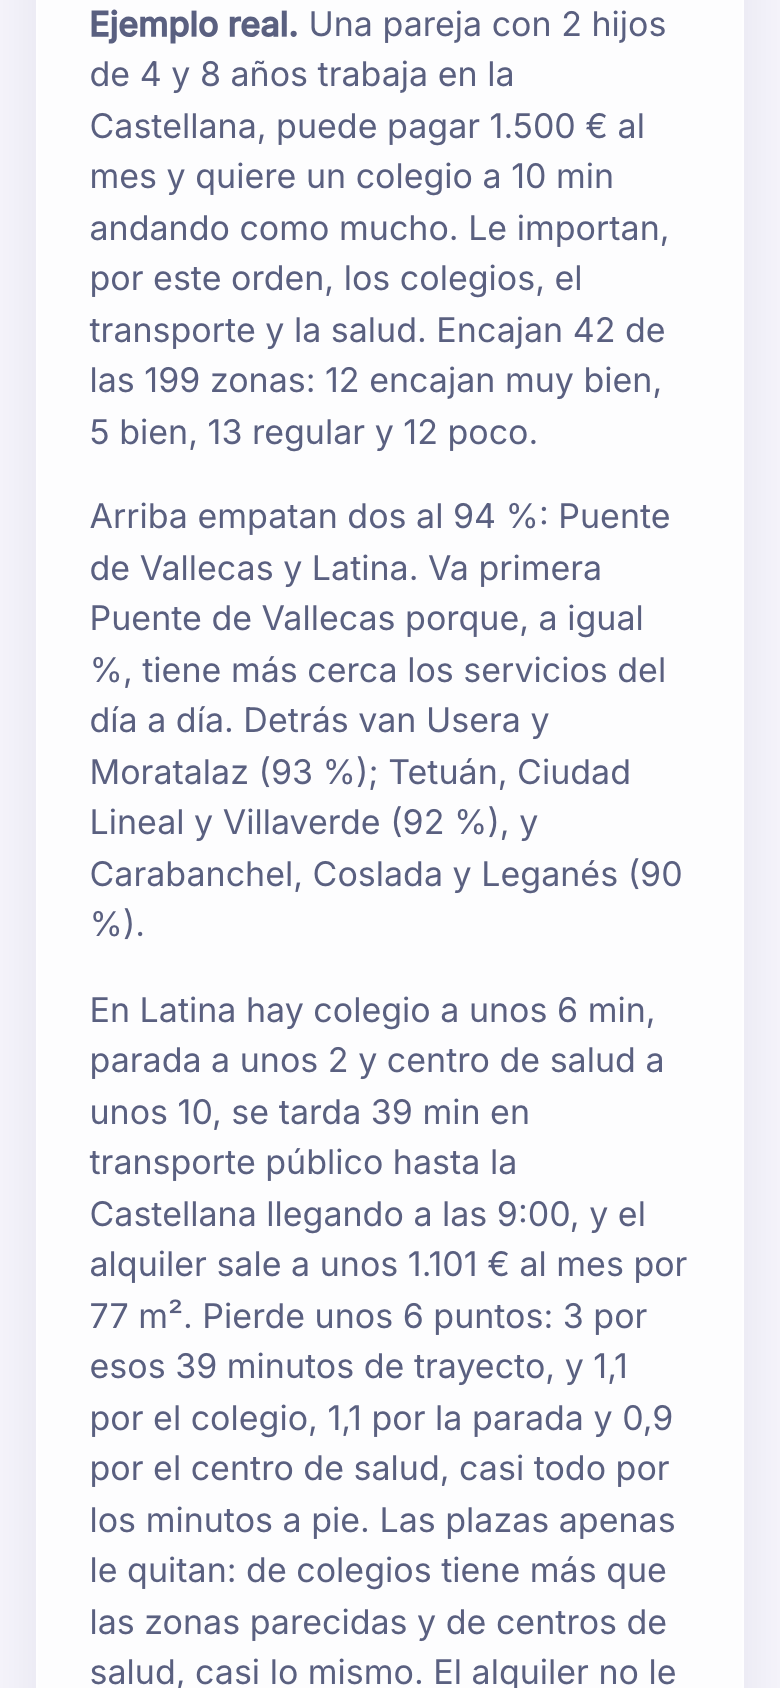 Ejemplo real. Una pareja con 2 hijos
de 4 y 8 años trabaja en la
Castellana, puede pagar 1.500 € al
mes y quiere un colegio a 10 min
andando como mucho. Le importan,
por este orden, los colegios, el
transporte y la salud. Encajan 42 de
las 199 zonas: 12 encajan muy bien,
5 bien, 13 regular y 12 poco.
Arriba empatan dos al 94 %: Puente
de Vallecas y Latina. Va primera
Puente de Vallecas porque, a igual
%, tiene más cerca los servicios del
día a día. Detrás van Usera y
Moratalaz (93 %); Tetuán, Ciudad
Lineal y Villaverde (92 %), y
Carabanchel, Coslada y Leganés (90
%).
En Latina hay colegio a unos 6 min,
parada a unos 2 y centro de salud a
unos 10, se tarda 39 min en
transporte público hasta la
Castellana llegando a las 9:00, y el
alquiler sale a unos 1.101 € al mes por
77 m². Pierde unos 6 puntos: 3 por
esos 39 minutos de trayecto, y 1,1
por el colegio, 1,1 por la parada y 0,9
por el centro de salud, casi todo por
los minutos a pie. Las plazas apenas
le quitan: de colegios tiene más que
las zonas parecidas y de centros de
salud, casi lo mismo. El alquiler no le